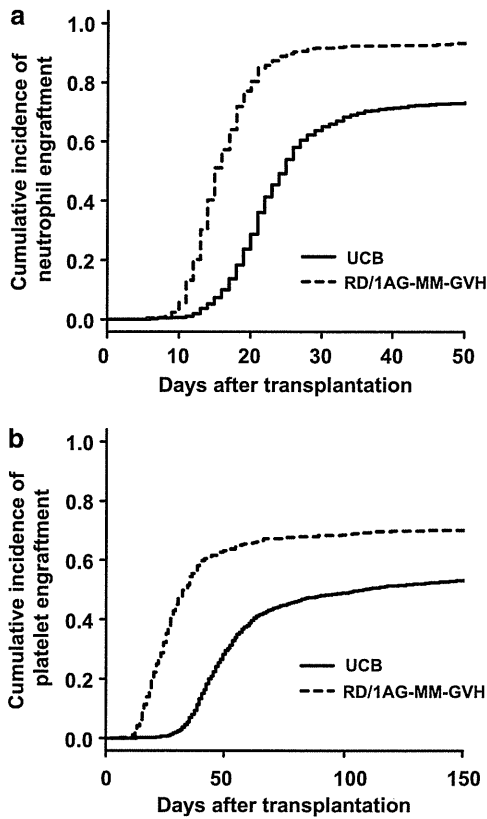 a
Cumulative incidence of
neutrophil engraftment
1.0
0.8
0.6
0.4
0.2
0.0
UCB
RD/1AG-MM-GVH
0 10 20 30 40 50
Days after transplantation
b
Cumulative incidence of
platelet engraftment
1.0
0.8
0.6
0.4
0.2
0.0
UCB
RD/1AG-MM-GVH
0 50 100 150
Days after transplantation